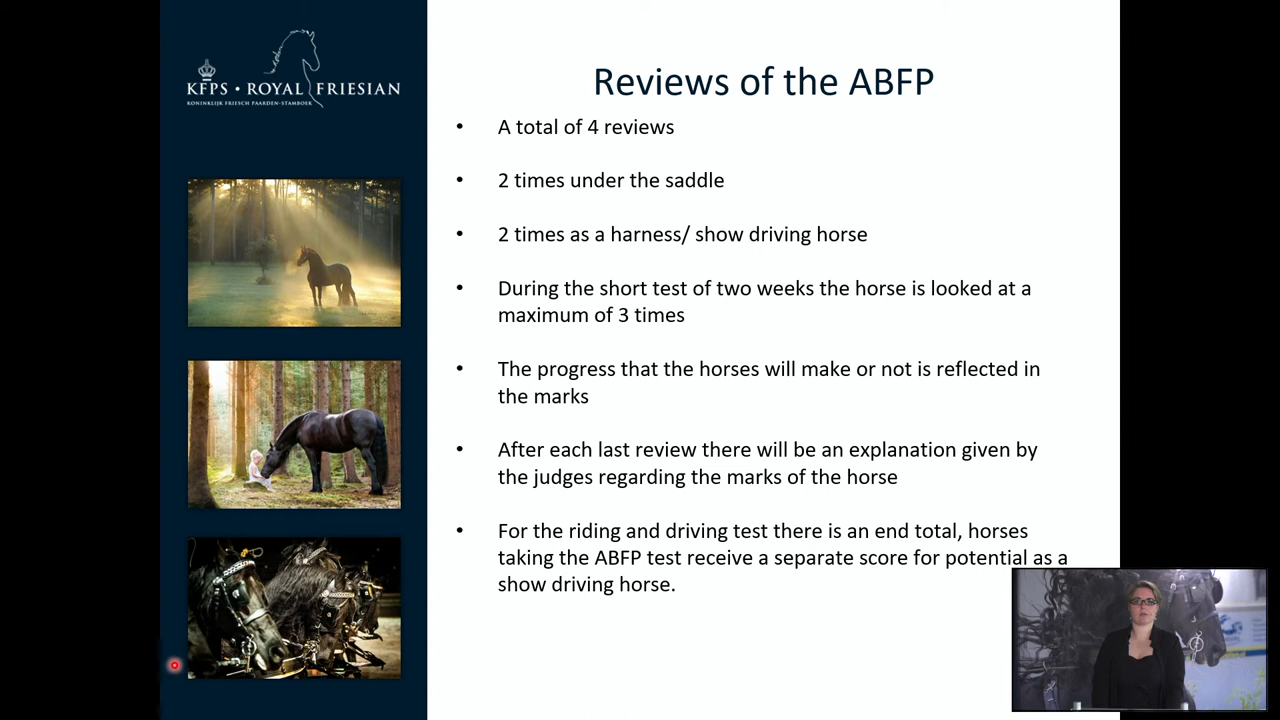 KFPS • ROYAL FRIESIAN
KONINKLIJK FRIESCH PAARDEN-STAMBOEK
Reviews of the ABFP
• A total of 4 reviews
• 2 times under the saddle
• 2 times as a harness/ show driving horse
• During the short test of two weeks the horse is looked at a
maximum of 3 times
• The progress that the horses will make or not is reflected in
the marks
• After each last review there will be an explanation given by
the judges regarding the marks of the horse
• For the riding and driving test there is an end total, horses
taking the ABFP test receive a separate score for potential as a
show driving horse.